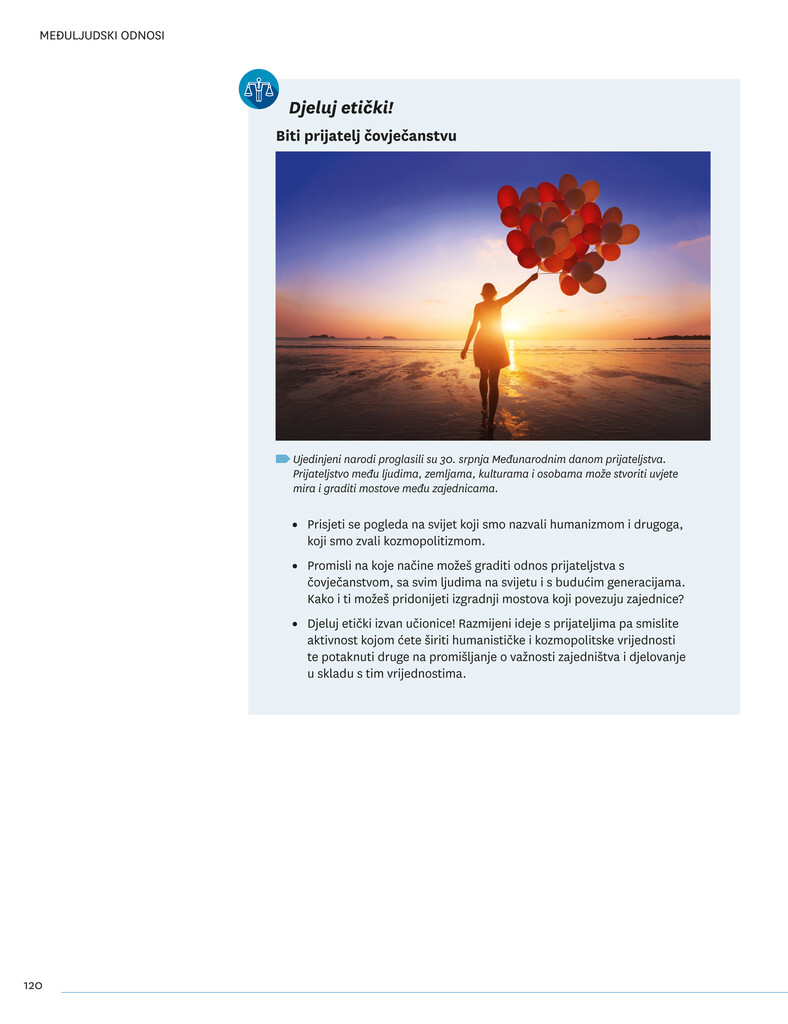 MEĐULJUDSKI ODNOSI
Djeluj etički!
Biti prijatelj čovječanstvu
Ujedinjeni narodi proglasili su 30. srpnja Međunarodnim danom prijateljstva.
Prijateljstvo među ljudima, zemljama, kulturama i osobama može stvoriti uvjete
mira i graditi mostove među zajednicama.
• Prisjeti se pogleda na svijet koji smo nazvali humanizmom i drugoga,
koji smo zvali kozmopolitizmom.
• Promisli na koje načine možeš graditi odnos prijateljstva s
čovječanstvom, sa svim ljudima na svijetu i s budućim generacijama.
Kako i ti možeš pridonijeti izgradnji mostova koji povezuju zajednice?
• Djeluj etički izvan učionice! Razmijeni ideje s prijateljima pa smislite
aktivnost kojom ćete širiti humanističke i kozmopolitske vrijednosti
te potaknuti druge na promišljanje o važnosti zajedništva i djelovanje
u skladu s tim vrijednostima.
120